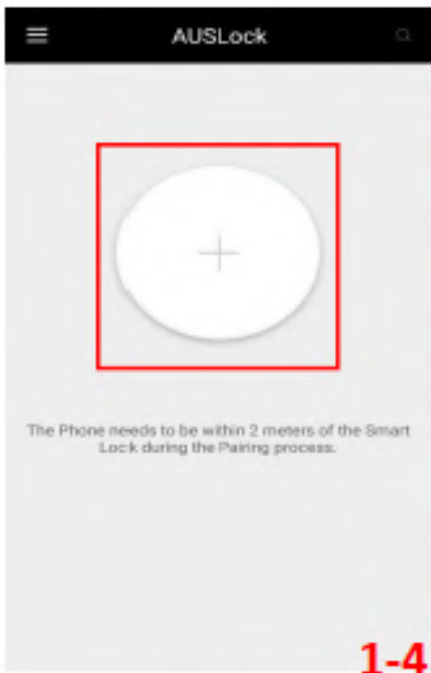 AUSLock
The Phone needs to be within 2 meters of the Smart
Lock during the Pairing process.
1-4